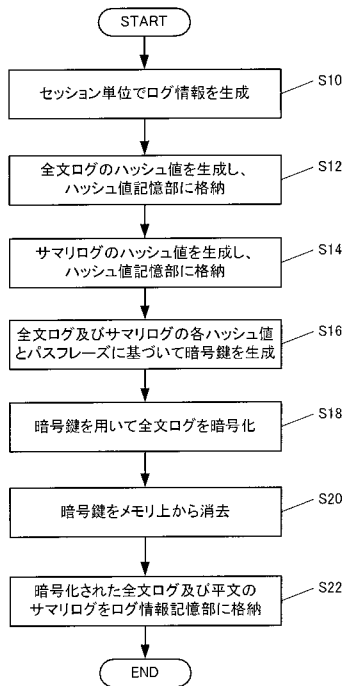 START
セッション単位でログ情報を生成
S10
全文ログのハッシュ値を生成し、
ハッシュ値記憶部に格納
S12
サマリログのハッシュ値を生成し、
ハッシュ値記憶部に格納
S14
全文ログ及びサマリログの各ハッシュ値
とパスフレーズに基づいて暗号鍵を生成
S16
暗号鍵を用いて全文ログを暗号化
S18
暗号鍵をメモリ上から消去
S20
暗号化された全文ログ及び平文の
サマリログをログ情報記憶部に格納
S22
END